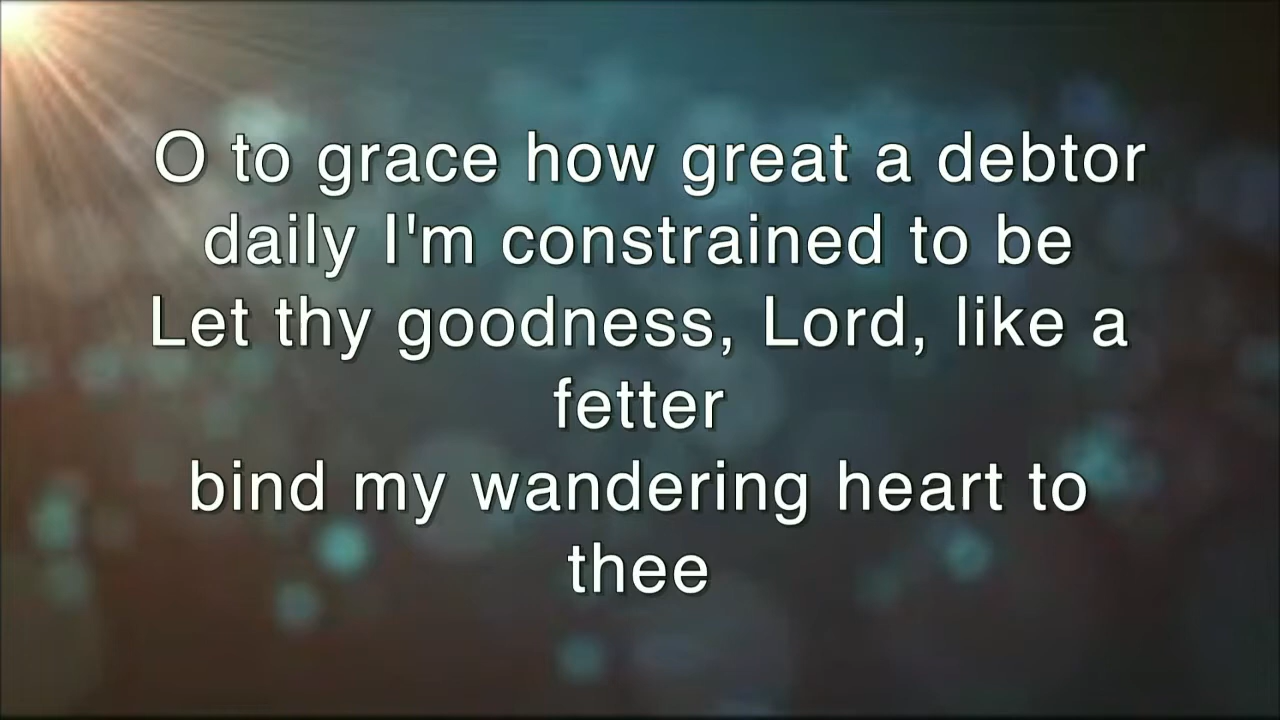 O to grace how great a debtor
daily I'm constrained to be
Let thy goodness, Lord, like a
fetter
bind my wandering heart to
thee